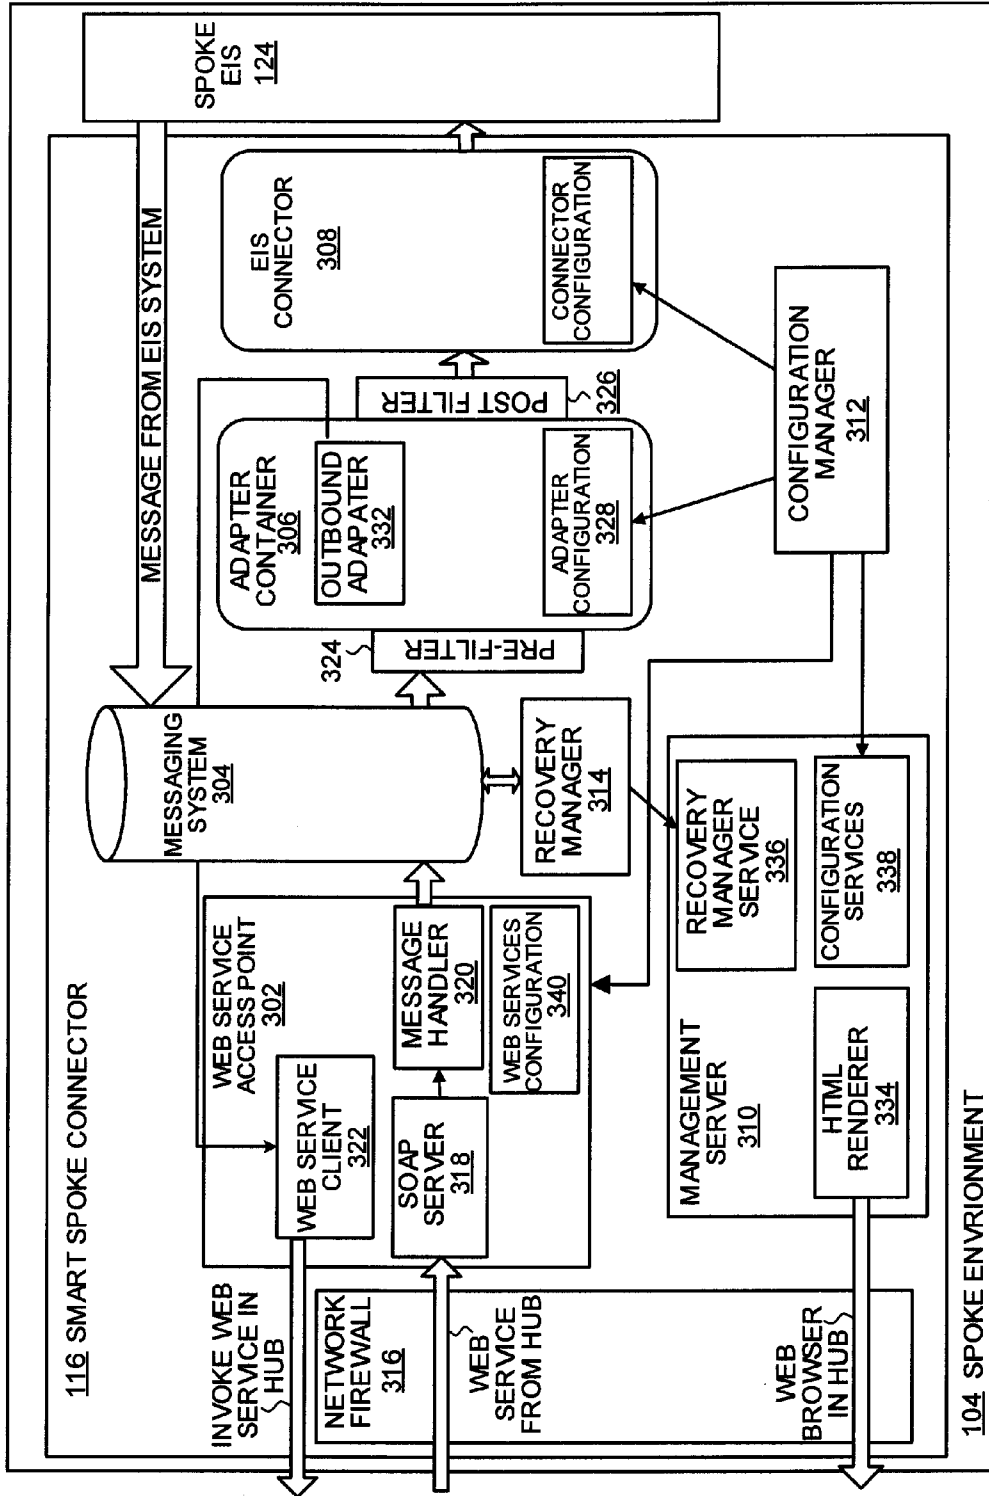 116 SMART SPOKE CONNECTOR
INVOKE WEB
SERVICE IN
HUB
NETWORK
FIREWALL
316
WEB
SERVICE
FROM HUB
WEB
BROWSER
IN HUB
WEB SERVICE
ACCESS POINT
302
WEB SERVICE
CLIENT
322
SOAP
SERVER
318
MESSAGE
HANDLER
320
WEB SERVICES
CONFIGURATION
340
MANAGEMENT
SERVER
310
HTML
RENDERER
334
RECOVERY
MANAGER
SERVICE
336
CONFIGURATION
SERVICES
338
MESSAGING
SYSTEM
304
RECOVERY
MANAGER
314
MESSAGE FROM EIS SYSTEM
324
PRE-FILTER
ADAPTER
CONTAINER
306
OUTBOUND
ADAPATER
332
ADAPTER
CONFIGURATION
328
POST FILTER
326
EIS
CONNECTOR
308
CONNECTOR
CONFIGURATION
CONFIGURATION
MANAGER
312
SPOKE
EIS
124
104 SPOKE ENVRIONMENT